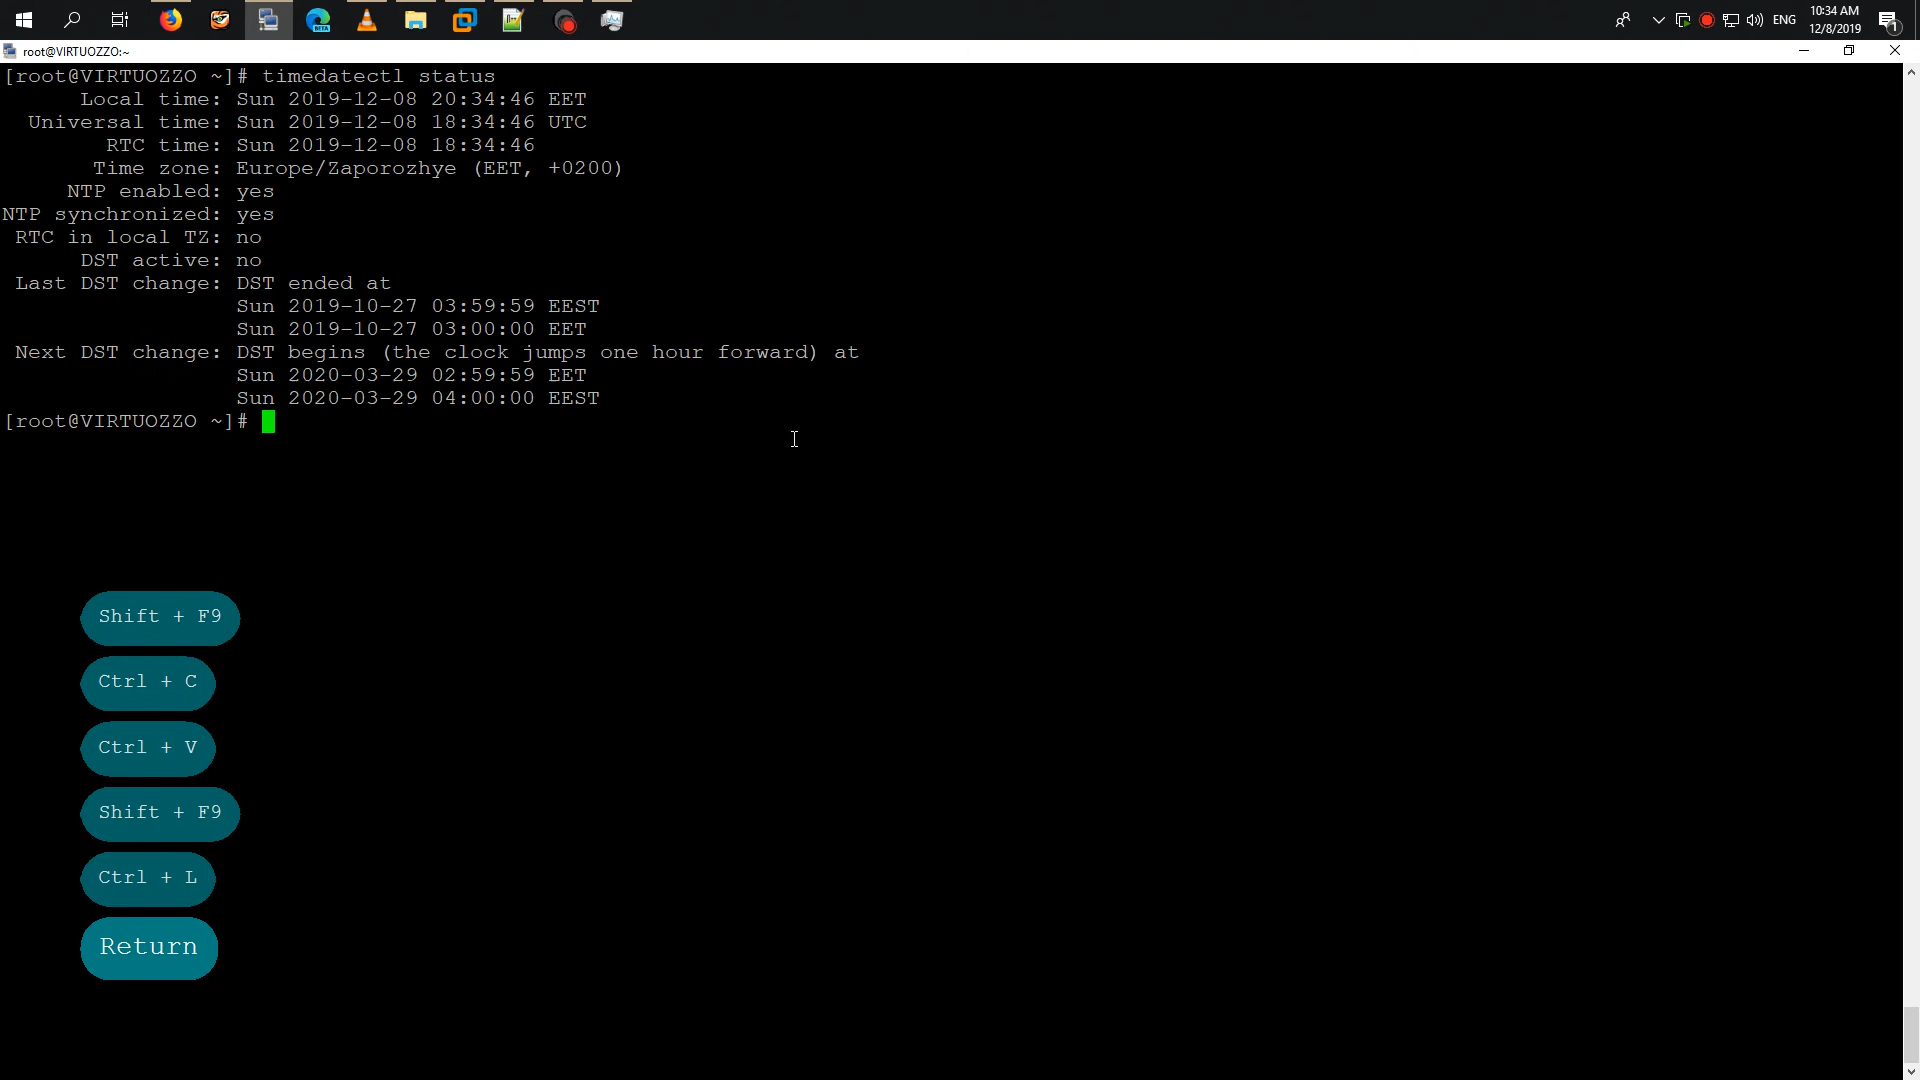 10:34 AM
ENG
12/8/2019
1
root@VIRTUOZZO:~
[root@VIRTUOZZO ~]# timedatectl status
Local time: Sun 2019-12-08 20:34:46 EET
Universal time: Sun 2019-12-08 18:34:46 UTC
RTC time: Sun 2019-12-08 18:34:46
Time zone: Europe/Zaporozhye (EET, +0200)
NTP enabled: yes
NTP synchronized: yes
RTC in local TZ: no
DST active: no
Last DST change: DST ended at
Sun 2019-10-27 03:59:59 EEST
Sun 2019-10-27 03:00:00 EET
Next DST change: DST begins (the clock jumps one hour forward) at
Sun 2020-03-29 02:59:59 EET
Sun 2020-03-29 04:00:00 EEST
[root@VIRTUOZZO ~]#
Shift + F9
Ctrl + C
Ctrl + V
Shift + F9
Ctrl + L
Return